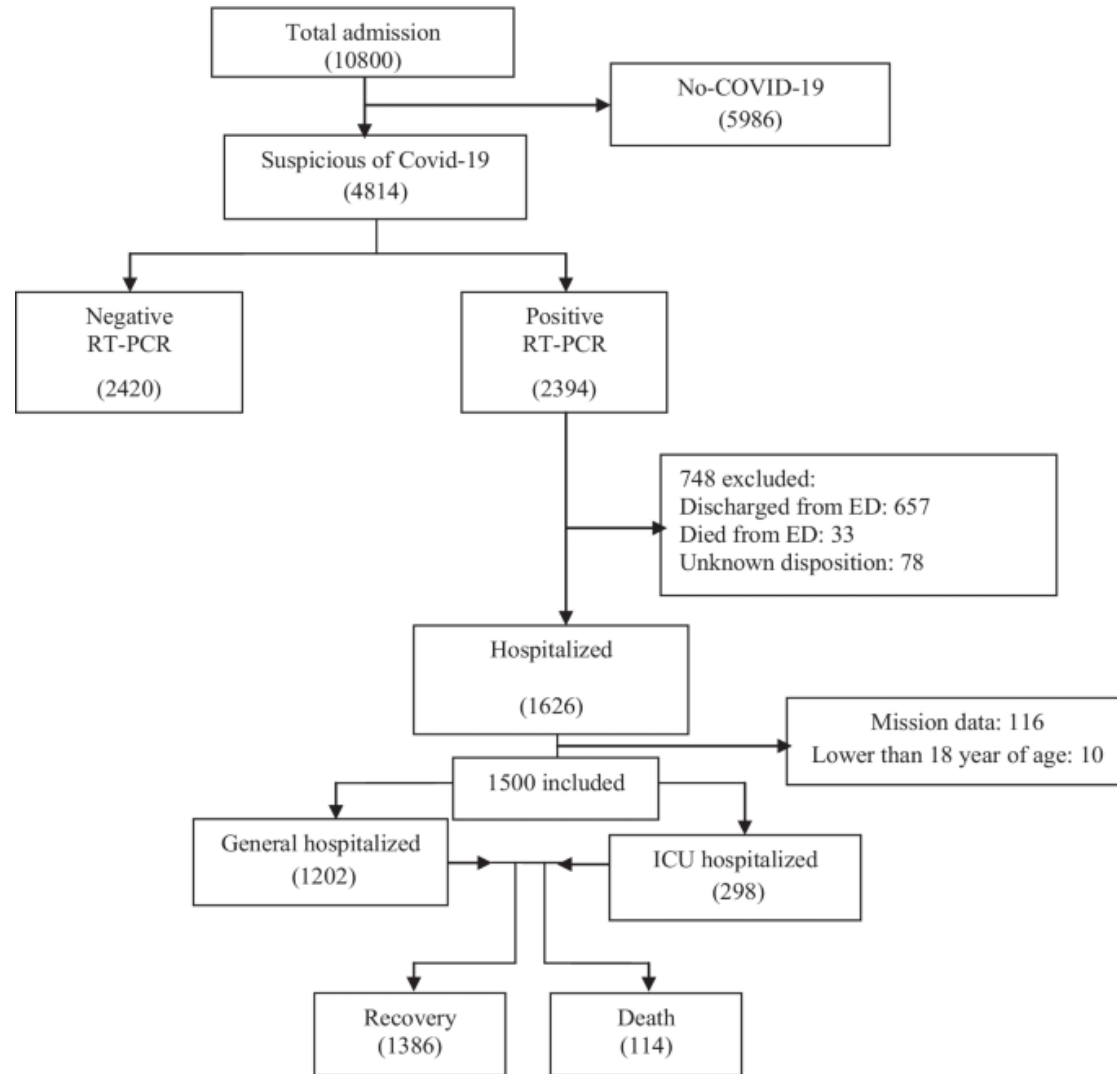 Total admission
(10800)
No-COVID-19
(5986)
Suspicious of Covid-19
(4814)
Negative
RT-PCR
(2420)
Positive
RT-PCR
(2394)
748 excluded:
Discharged from ED: 657
Died from ED: 33
Unknown disposition: 78
Hospitalized
(1626)
Mission data: 116
Lower than 18 year of age: 10
1500 included
General hospitalized
(1202)
ICU hospitalized
(298)
Recovery
(1386)
Death
(114)